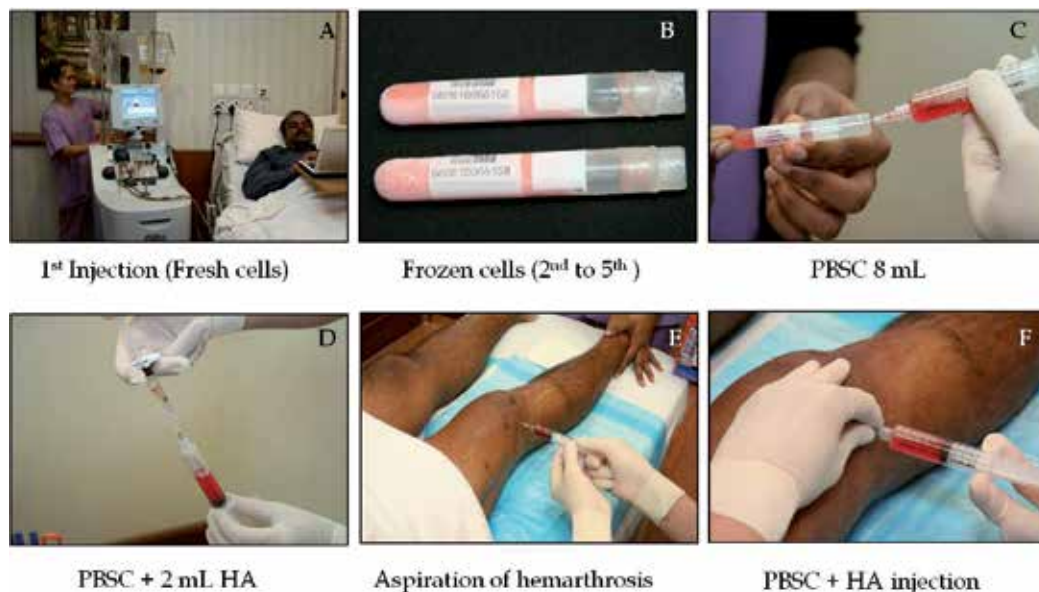 A
B
C
1st Injection (Fresh cells)
Frozen cells (2nd to 5th )
PBSC 8 mL
D
E
F
PBSC + 2 mL HA
Aspiration of hemarthrosis
PBSC + HA injection